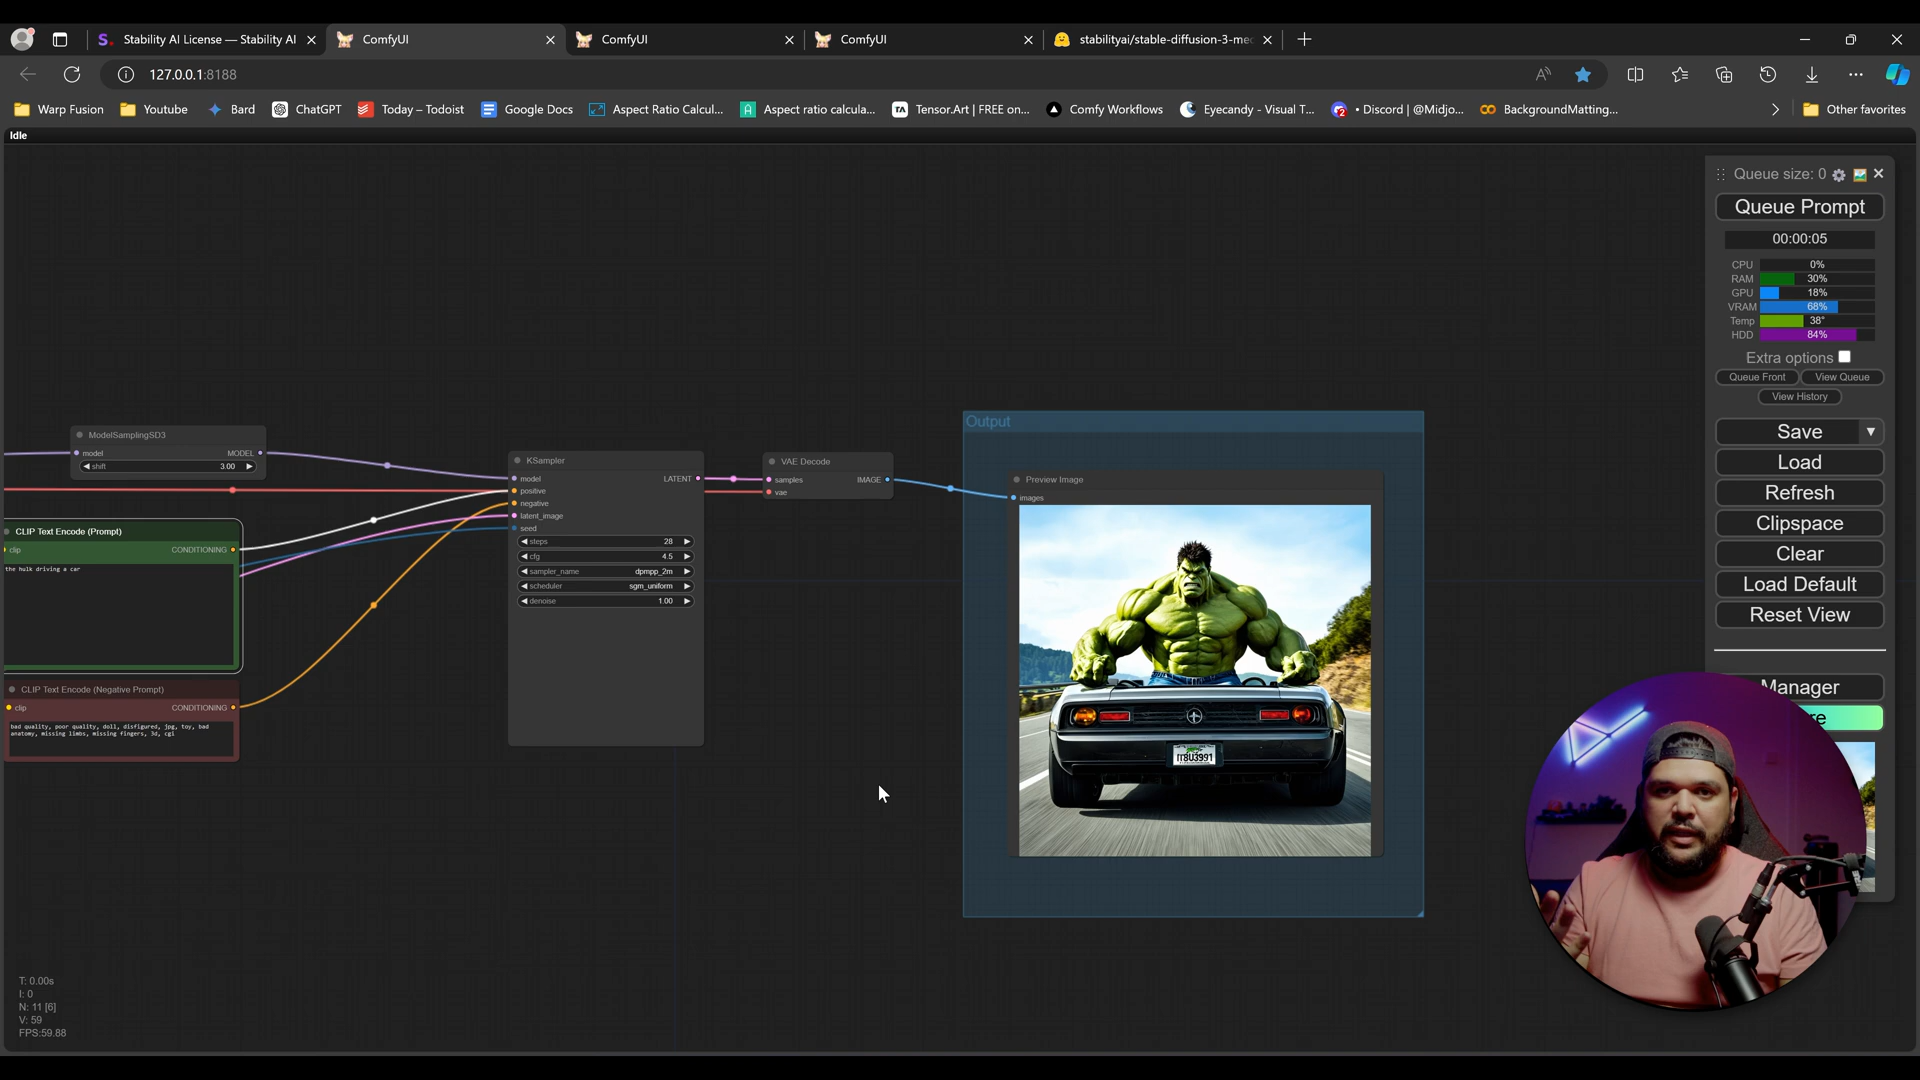 Stability AI License — Stability AI
ComfyUI
ComfyUI
ComfyUI
stabilityai/stable-diffusion-3-mec
127.0.0.1:8188
Warp Fusion
Youtube
Bard
ChatGPT
Today – Todoist
Google Docs
Aspect Ratio Calcul...
Aspect ratio calcula...
TA
Tensor.Art | FREE on...
Comfy Workflows
Eyecandy - Visual T...
• Discord | @Midjo...
BackgroundMatting...
Other favorites
Idle
Queue size: 0
Queue Prompt
00:00:05
CPU 0%
RAM 30%
GPU 18%
VRAM 68%
Temp 38°
HDD 84%
Extra options
Queue Front
View Queue
View History
Save
Load
Refresh
Clipspace
Clear
Load Default
Reset View
Manager
re
ModelSamplingSD3
model MODEL
shift 3.00
CLIP Text Encode (Prompt)
clip CONDITIONING
the hulk driving a car
CLIP Text Encode (Negative Prompt)
clip CONDITIONING
bad quality, poor quality, doll, disfigured, jpg, toy, bad
anatomy, missing limbs, missing fingers, 3d, cgi
KSampler
model LATENT
positive
negative
latent_image
seed
steps 28
cfg 4.5
sampler_name dpmpp_2m
scheduler sgm_uniform
denoise 1.00
VAE Decode
samples IMAGE
vae
Output
Preview Image
images
T: 0.00s
I: 0
N: 11 [6]
V: 59
FPS:59.88